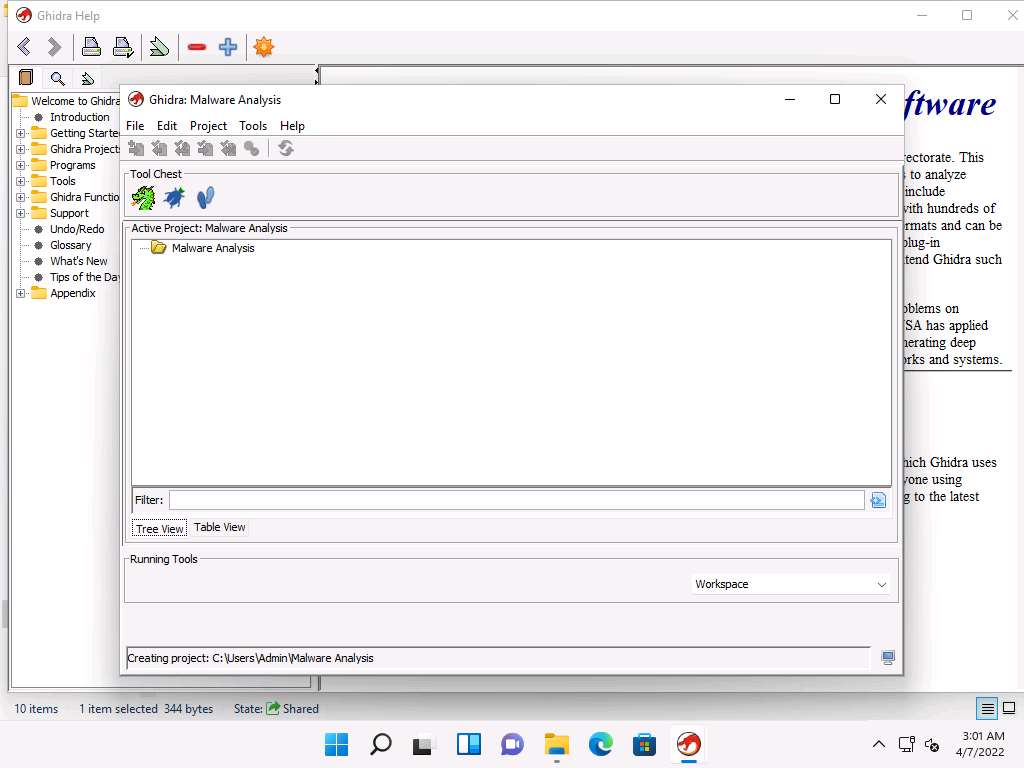 Ghidra Help
Welcome to Ghidra
Introduction
Getting Starte
Ghidra Project
Programs
Tools
Ghidra Functio
Support
Undo/Redo
Glossary
What's New
Tips of the Day
Appendix
ftware
ectorate. This
s to analyze
include
with hundreds of
rmats and can be
plug-in
tend Ghidra such
oblems on
SA has applied
nerating deep
orks and systems.
hich Ghidra uses
yone using
g to the latest
Ghidra: Malware Analysis
File Edit Project Tools Help
Tool Chest
Active Project: Malware Analysis
Malware Analysis
Filter:
Tree View Table View
Running Tools
Workspace
Creating project: C:\Users\Admin\Malware Analysis
10 items 1 item selected 344 bytes State: Shared
3:01 AM
4/7/2022